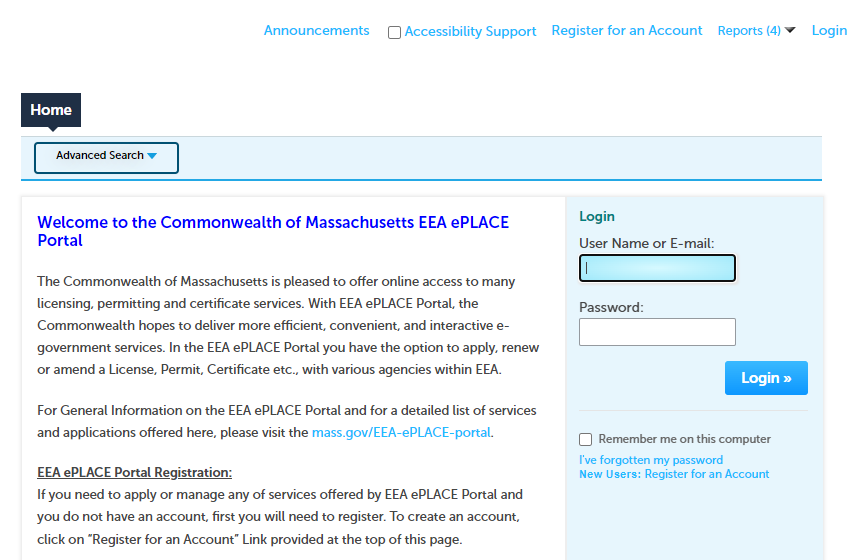 Announcements Accessibility Support Register for an Account Reports (4) Login
Home
Advanced Search
Welcome to the Commonwealth of Massachusetts EEA ePLACE
Portal
The Commonwealth of Massachusetts is pleased to offer online access to many
licensing, permitting and certificate services. With EEA ePLACE Portal, the
Commonwealth hopes to deliver more efficient, convenient, and interactive e-
government services. In the EEA ePLACE Portal you have the option to apply, renew
or amend a License, Permit, Certificate etc., with various agencies within EEA.
For General Information on the EEA ePLACE Portal and for a detailed list of services
and applications offered here, please visit the mass.gov/EEA-ePLACE-portal.
EEA ePLACE Portal Registration:
If you need to apply or manage any of services offered by EEA ePLACE Portal and
you do not have an account, first you will need to register. To create an account,
click on "Register for an Account" Link provided at the top of this page.
Login
User Name or E-mail:
Password:
Login »
Remember me on this computer
I've forgotten my password
New Users: Register for an Account